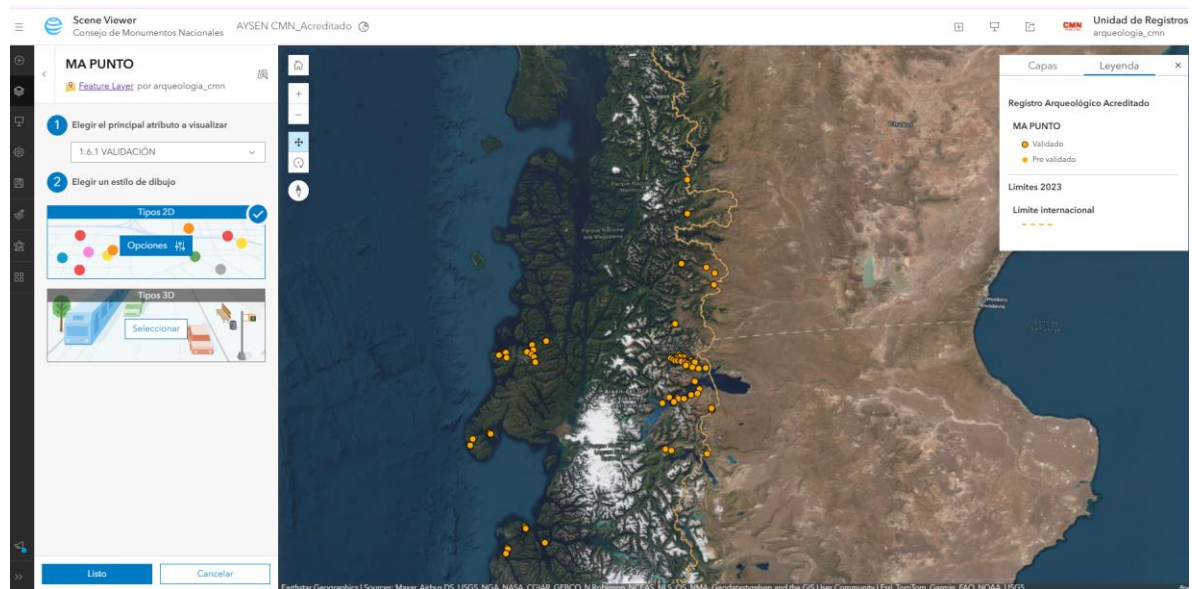 Scene Viewer
Consejo de Monumentos Nacionales
AYSEN CMN_Acreditado
CMN
Unidad de Registros
arqueologia_cmn
MA PUNTO
Feature Layer por arqueologia_cmn
1 Elegir el principal atributo a visualizar
1.6.1 VALIDACIÓN
2 Elegir un estilo de dibujo
Tipos 2D
Opciones
Tipos 3D
Seleccionar
Listo
Cancelar
Capas
Leyenda
Registro Arqueológico Acreditado
MA PUNTO
Validado
Pre validado
Limites 2023
Límite internacional
Chubut
Earthstar Geographics | Sources: Maxar, Airbus DS, USGS, NGA, NASA, CGIAR, GEBCO, N Robinson, NCEAS, NLS, OS, NMA, Geodatastyrelsen and the GIS User Community | Esri, TomTom, Garmin, FAO, NOAA, USGS